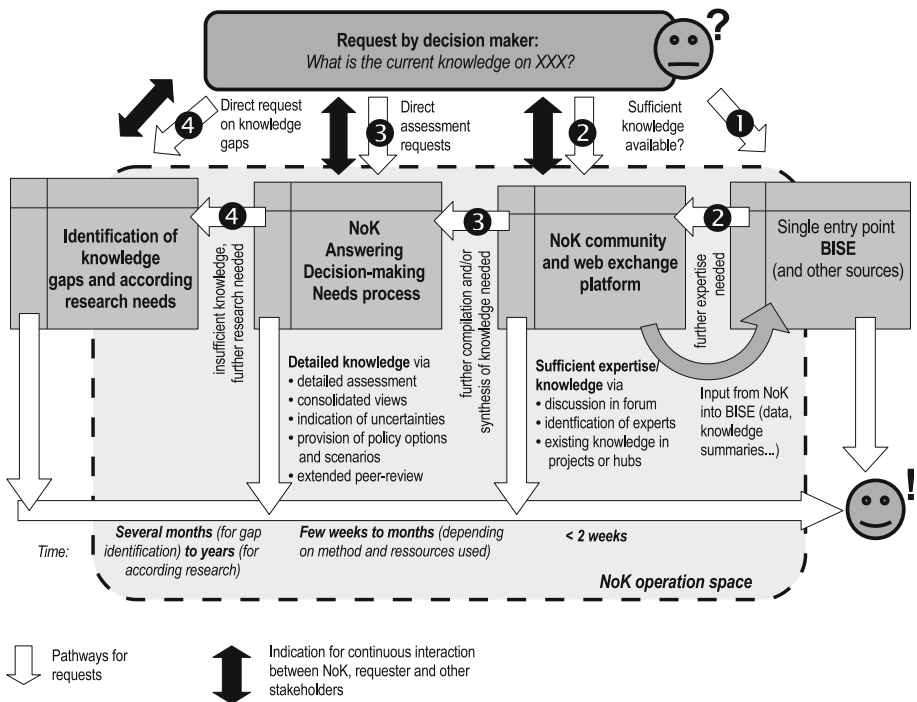 Request by decision maker:
What is the current knowledge on XXX?
?
4
Direct request
on knowledge
gaps
3
Direct
assessment
requests
2
Sufficient
knowledge
available?
1
Identification of
knowledge
gaps and according
research needs
4
insufficient knowledge,
further research needed
NoK
Answering
Decision-making
Needs process
3
further compilation and/or
synthesis of knowledge needed
NoK community
and web exchange
platform
2
further expertise
needed
Single entry point
BISE
(and other sources)
Detailed knowledge via
• detailed assessment
• consolidated views
• indication of uncertainties
• provision of policy options
and scenarios
• extended peer-review
Sufficient expertise/
knowledge via
• discussion in forum
• identfication of experts
• existing knowledge in
projects or hubs
Input from NoK
into BISE (data,
knowledge
summaries...)
!
Time:
Several months (for gap
identification) to years (for
according research)
Few weeks to months (depending
on method and ressources used)
< 2 weeks
NoK operation space
Pathways for
requests
Indication for continuous interaction
between NoK, requester and other
stakeholders